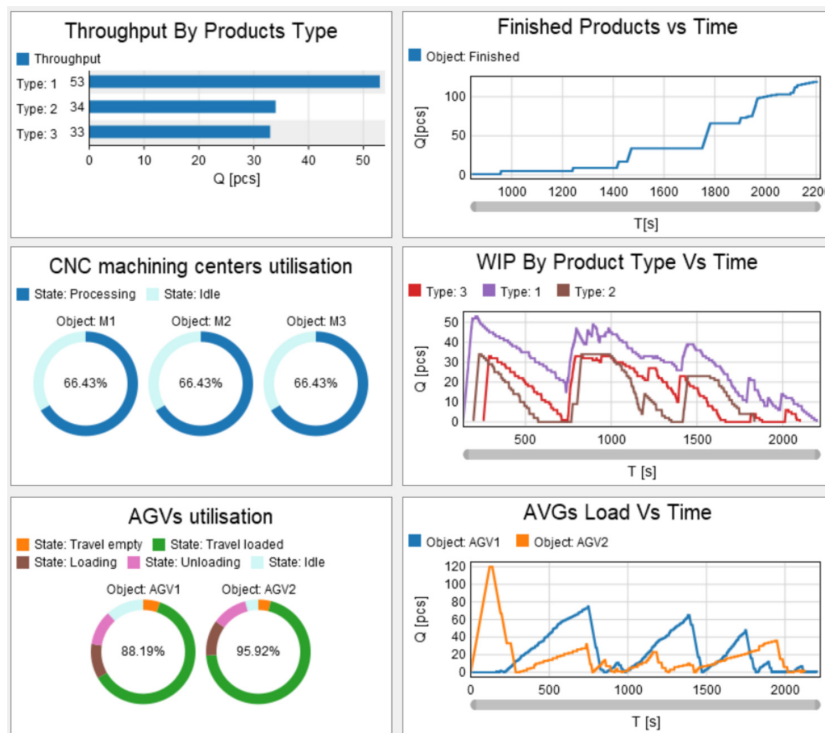 Throughput By Products Type
Throughput
Type: 1 53
Type: 2 34
Type: 3 33
0 10 20 30 40 50
Q [pcs]
Finished Products vs Time
Object: Finished
Q[pcs]
100
50
0
1000 1200 1400 1600 1800 2000 2200
T[s]
CNC machining centers utilisation
State: Processing State: Idle
Object: M1 Object: M2 Object: M3
66.43% 66.43% 66.43%
WIP By Product Type Vs Time
Type: 3 Type: 1 Type: 2
Q [pcs]
50
40
30
20
10
0
500 1000 1500 2000
T [s]
AGVs utilisation
State: Travel empty State: Travel loaded
State: Loading State: Unloading State: Idle
Object: AGV1 Object: AGV2
88.19% 95.92%
AVGs Load Vs Time
Object: AGV1 Object: AGV2
Q [pcs]
120
100
80
60
40
20
0
0 500 1000 1500 2000
T [s]